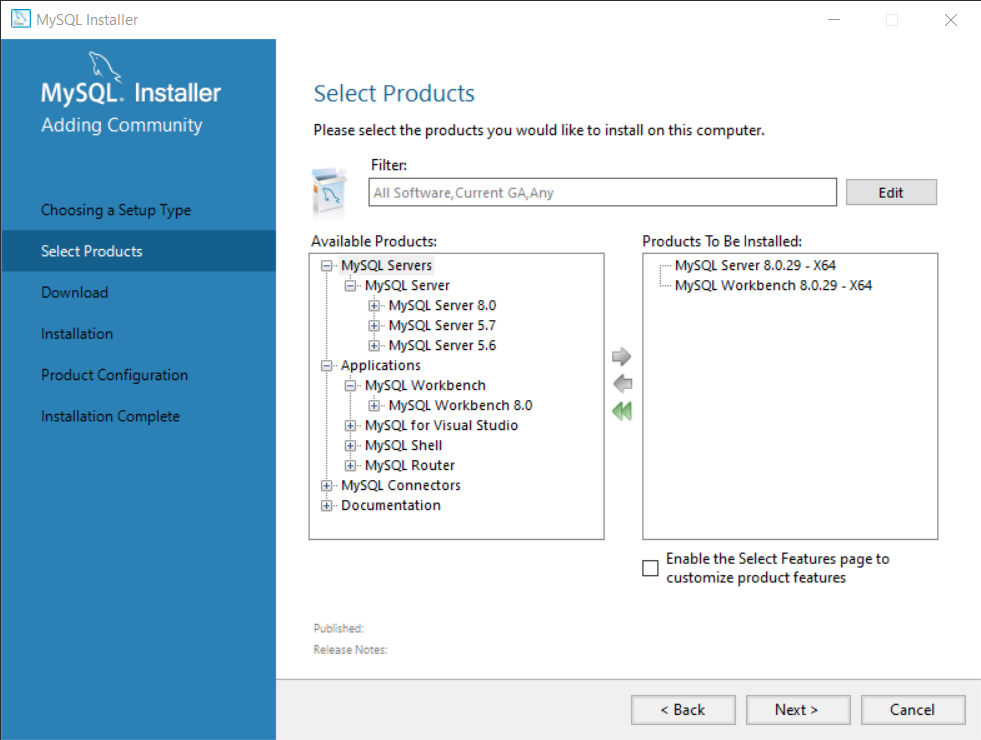 MySQL Installer
MySQL. Installer
Adding Community
Choosing a Setup Type
Select Products
Download
Installation
Product Configuration
Installation Complete
Select Products
Please select the products you would like to install on this computer.
Filter:
All Software,Current GA,Any
Edit
Available Products:
MySQL Servers
MySQL Server
MySQL Server 8.0
MySQL Server 5.7
MySQL Server 5.6
Applications
MySQL Workbench
MySQL Workbench 8.0
MySQL for Visual Studio
MySQL Shell
MySQL Router
MySQL Connectors
Documentation
Products To Be Installed:
MySQL Server 8.0.29 - X64
MySQL Workbench 8.0.29 - X64
Enable the Select Features page to
customize product features
Published:
Release Notes:
< Back
Next >
Cancel